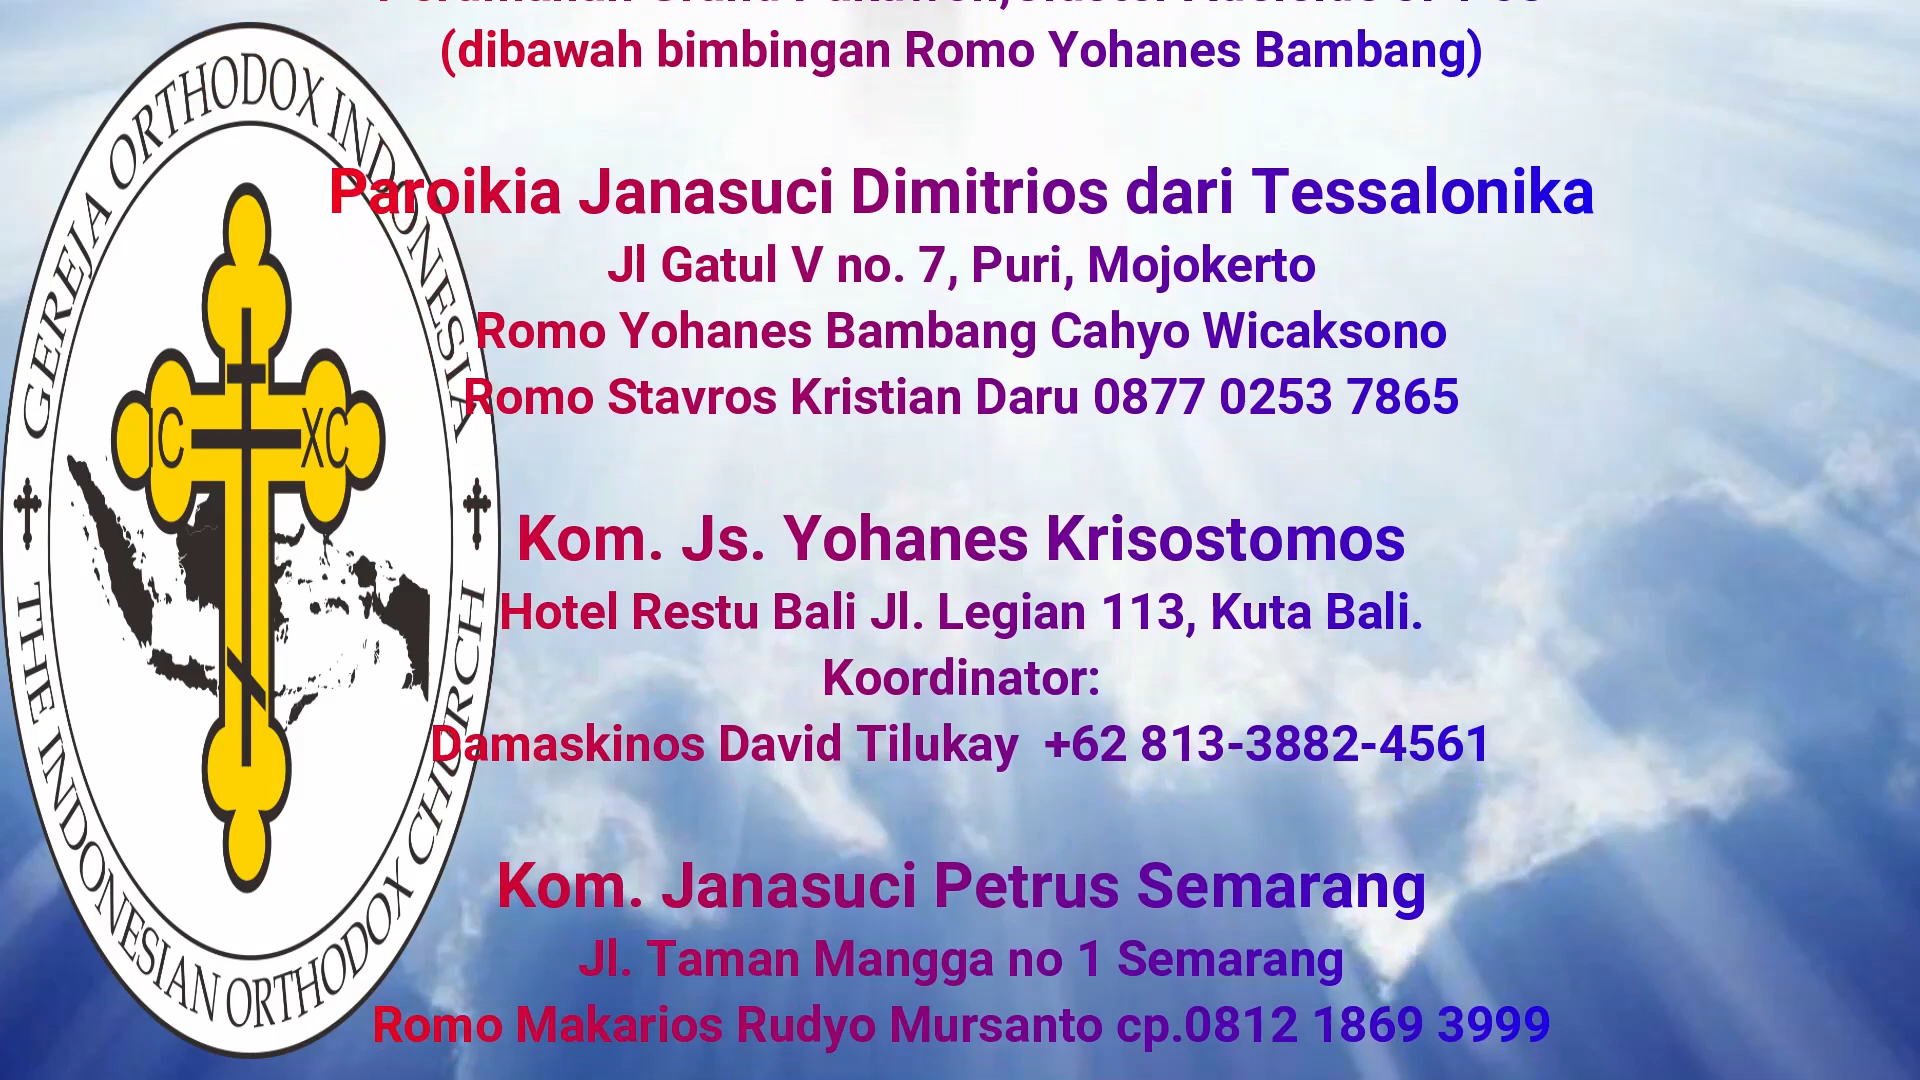 (dibawah bimbingan Romo Yohanes Bambang)
Paroikia Janasuci Dimitrios dari Tessalonika
Jl Gatul V no. 7, Puri, Mojokerto
Romo Yohanes Bambang Cahyo Wicaksono
Romo Stavros Kristian Daru 0877 0253 7865
Kom. Js. Yohanes Krisostomos
Hotel Restu Bali Jl. Legian 113, Kuta Bali.
Koordinator:
Damaskinos David Tilukay +62 813-3882-4561
Kom. Janasuci Petrus Semarang
Jl. Taman Mangga no 1 Semarang
Romo Makarios Rudyo Mursanto cp.0812 1869 3999
GEREJA ORTHODOX INDONESIA
THE INDONESIAN ORTHODOX CHURCH
IC XC